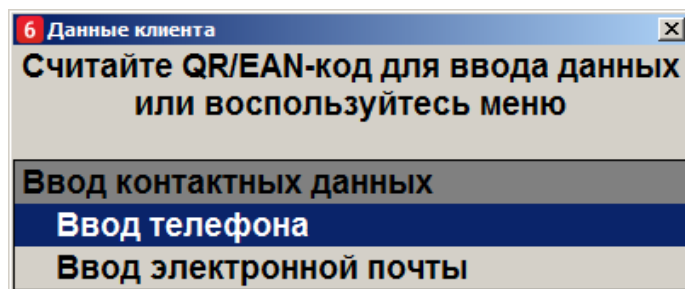 6 Данные клиента
Считайте QR/EAN-код для ввода данных
или воспользуйтесь меню
Ввод контактных данных
Ввод телефона
Ввод электронной почты